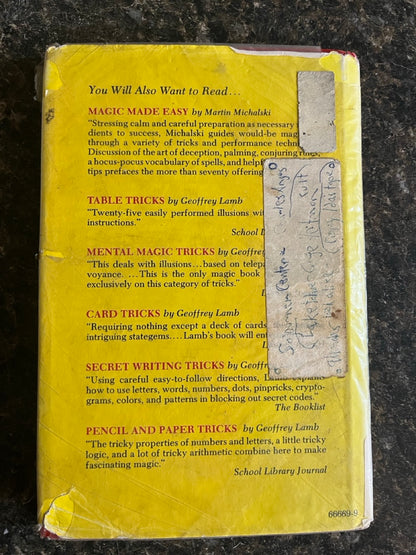 You Will Also Want to Read...
MAGIC MADE EASY by Martin Michalski
"Stressing calm and careful preparation as necessary
dients to success, Michalski guides would-be mag
through a variety of tricks and performance techn
Discussion of the art of deception, palming, conjuring rules,
a hocus-pocus vocabulary of spells, and help
tips prefaces the more than seventy offering
TABLE TRICKS by Geoffrey Lamb
"Twenty-five easily performed illusions wit
instructions."
School L
MENTAL MAGIC TRICKS by Geoffre
"This deals with illusions...based on telepa
voyance. ...This is the only magic book
exclusively on this category of tricks."
CARD TRICKS by Geoffrey Lamb
"Requiring nothing except a deck of cards
intriguing stategems....Lamb's book will ent
SECRET WRITING TRICKS by Geoffrey
"Using careful easy-to-follow directions,
how to use letters, words, numbers, dots, pinpricks, crypto-
grams, colors, and patterns in blocking out secret codes."
The Booklist
PENCIL AND PAPER TRICKS by Geoffrey Lamb
"The tricky properties of numbers and letters, a little tricky
logic, and a lot of tricky arithmetic combine here to make
fascinating magic."
School Library Journal
66669-9